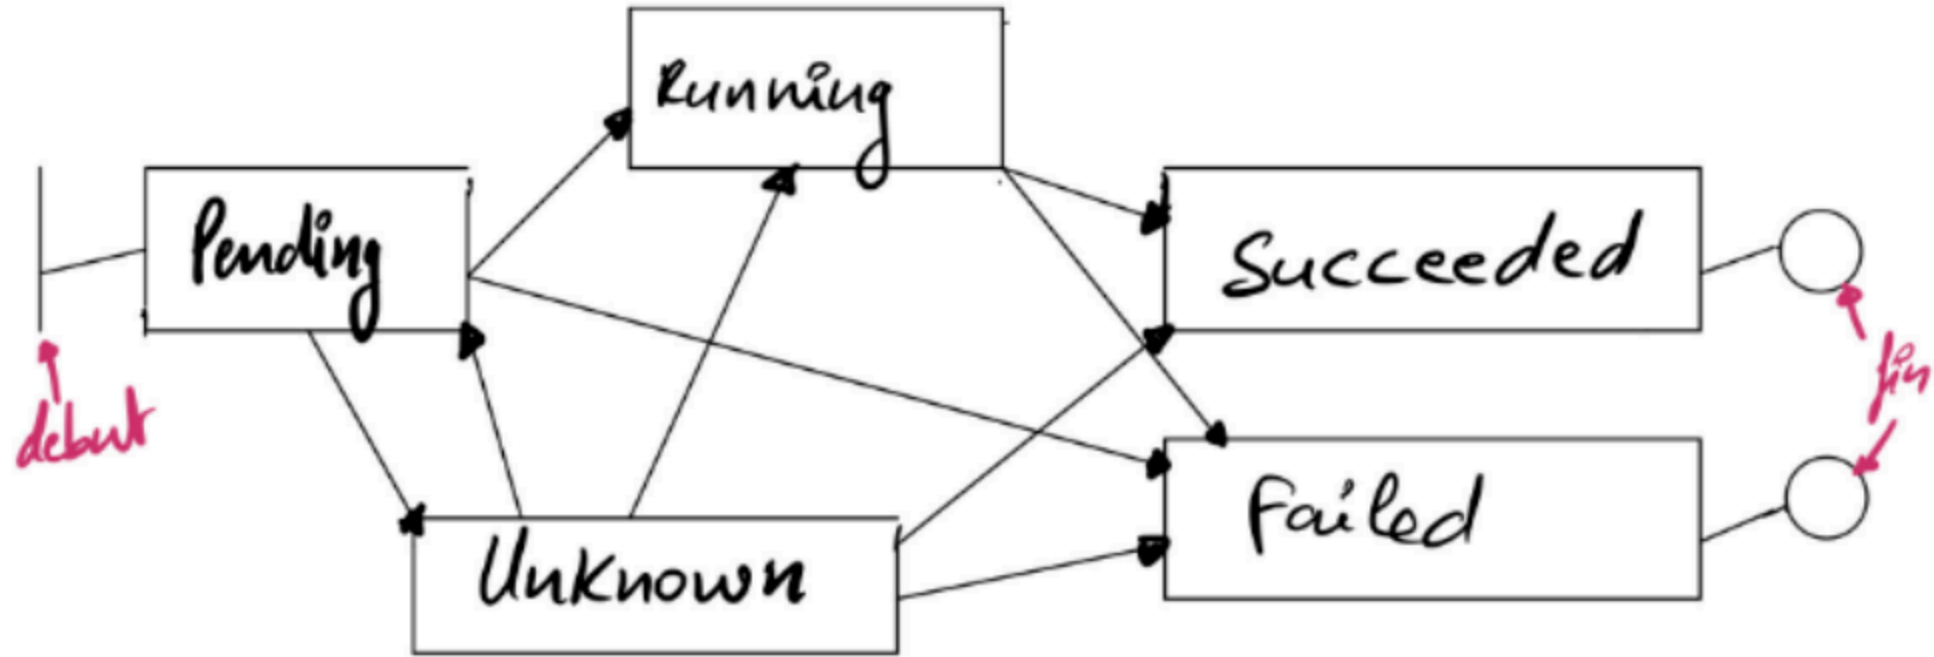 Running
Pending
Succeeded
debut
fin
Failed
Unknown